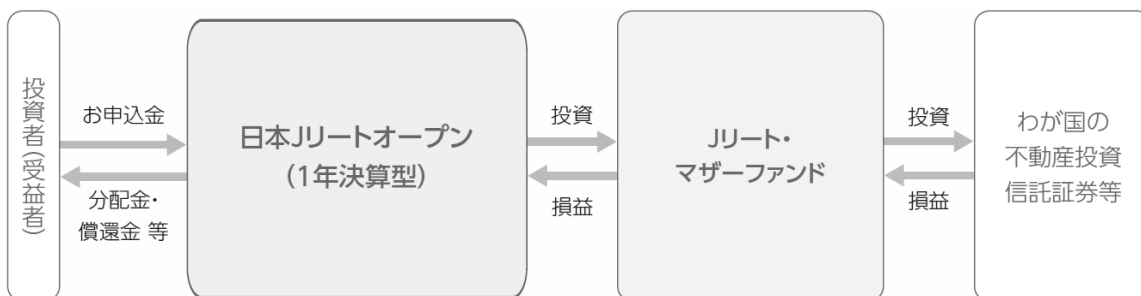 投資者(受益者)
お申込金
分配金・
償還金 等
日本Jリートオープン
(1年決算型)
投資
損益
Jリート・
マザーファンド
投資
損益
わが国の
不動産投資
信託証券等